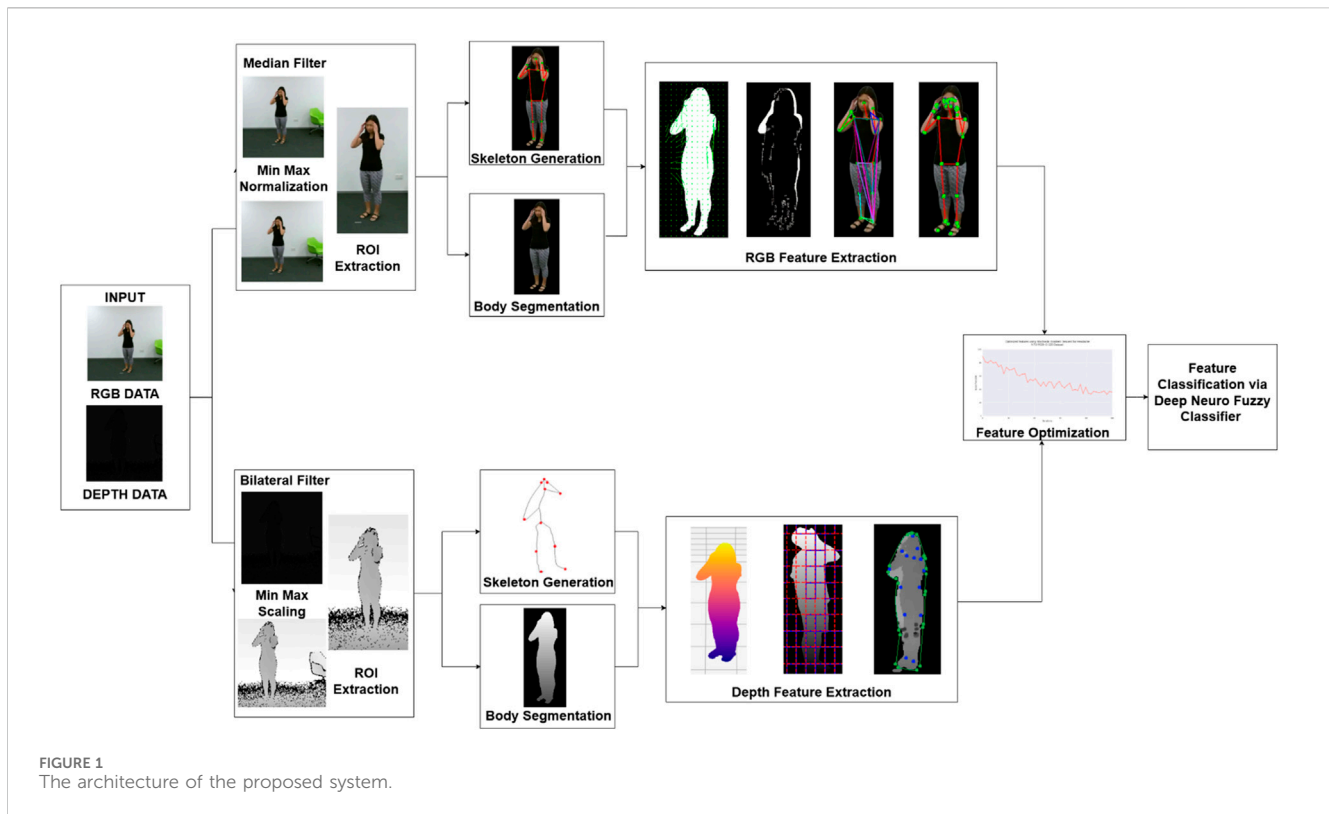 INPUT
RGB DATA
DEPTH DATA
Median Filter
Min Max
Normalization
ROI
Extraction
Skeleton Generation
Body Segmentation
RGB Feature Extraction
Bilateral Filter
Min Max
Scaling
ROI
Extraction
Skeleton Generation
Body Segmentation
Depth Feature Extraction
Feature Optimization
Feature
Classification via
Deep Neuro Fuzzy
Classifier
FIGURE 1
The architecture of the proposed system.